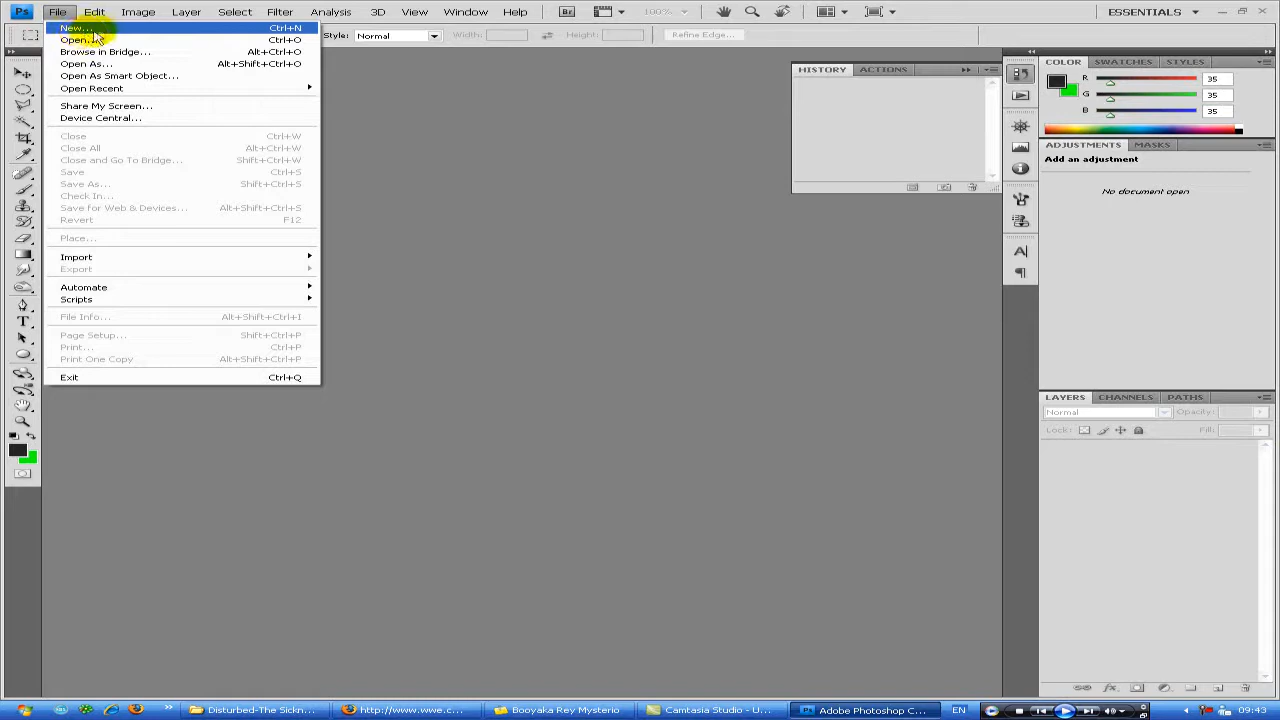 Ps File Edit Image Layer Select Filter Analysis 3D View Window Help Br 100% ESSENTIALS
Style: Normal Width: Height: Refine Edge...
New... Ctrl+N
Open... Ctrl+O
Browse in Bridge... Alt+Ctrl+O
Open As... Alt+Shift+Ctrl+O
Open As Smart Object...
Open Recent
Share My Screen...
Device Central...
Close Ctrl+W
Close All Alt+Ctrl+W
Close and Go To Bridge... Shift+Ctrl+W
Save Ctrl+S
Save As... Shift+Ctrl+S
Check In...
Save for Web & Devices... Alt+Shift+Ctrl+S
Revert F12
Place...
Import
Export
Automate
Scripts
File Info... Alt+Shift+Ctrl+I
Page Setup... Shift+Ctrl+P
Print... Ctrl+P
Print One Copy Alt+Shift+Ctrl+P
Exit Ctrl+Q
HISTORY ACTIONS
COLOR SWATCHES STYLES
R 35
G 35
B 35
ADJUSTMENTS MASKS
Add an adjustment
No document open
LAYERS CHANNELS PATHS
Normal Opacity:
Lock: Fill:
Disturbed-The Sickn... http://www.wwe.c... Booyaka Rey Mysterio Camtasia Studio - U... Ps Adobe Photoshop C... EN 09:43